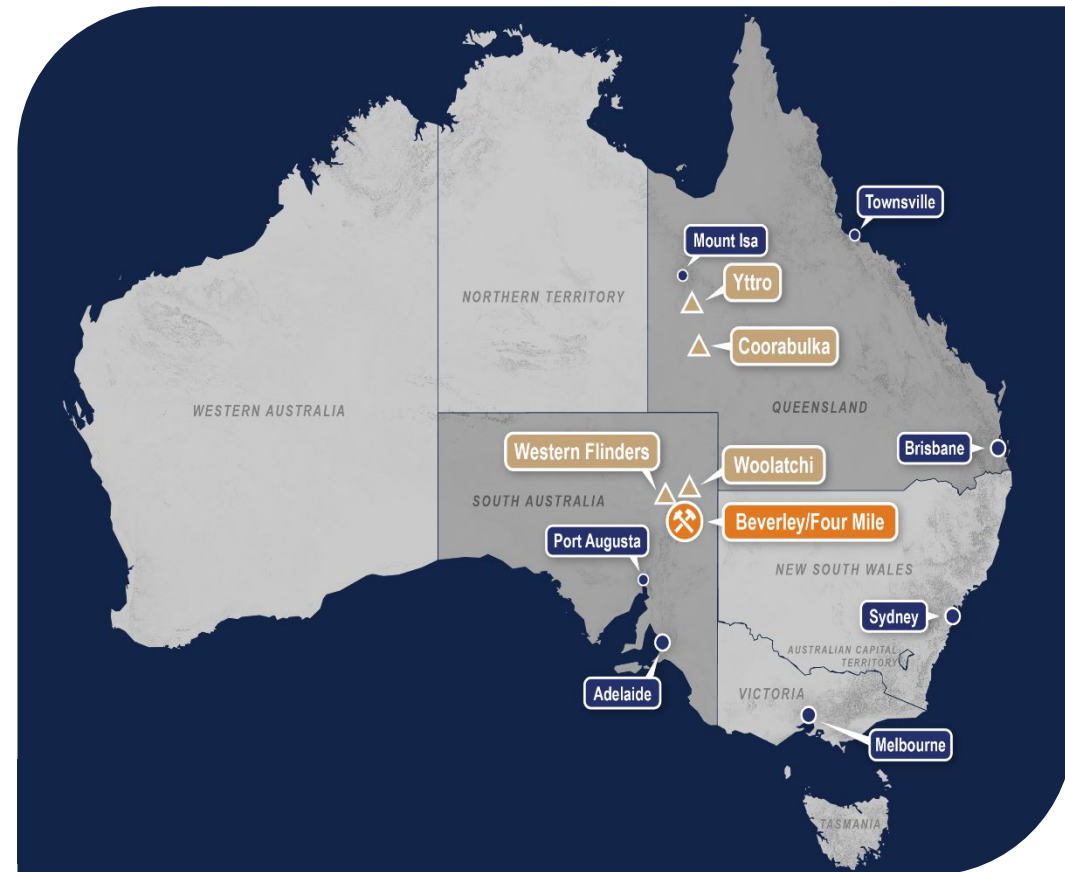 Townsville
Mount Isa
Yttro
NORTHERN TERRITORY
Coorabulka
WESTERN AUSTRALIA
QUEENSLAND
Brisbane
Western Flinders
Woolatchi
SOUTH AUSTRALIA
Beverley/Four Mile
Port Augusta
NEW SOUTH WALES
Sydney
AUSTRALIAN CAPITAL
TERRITORY
Adelaide
VICTORIA
Melbourne
TASMANIA